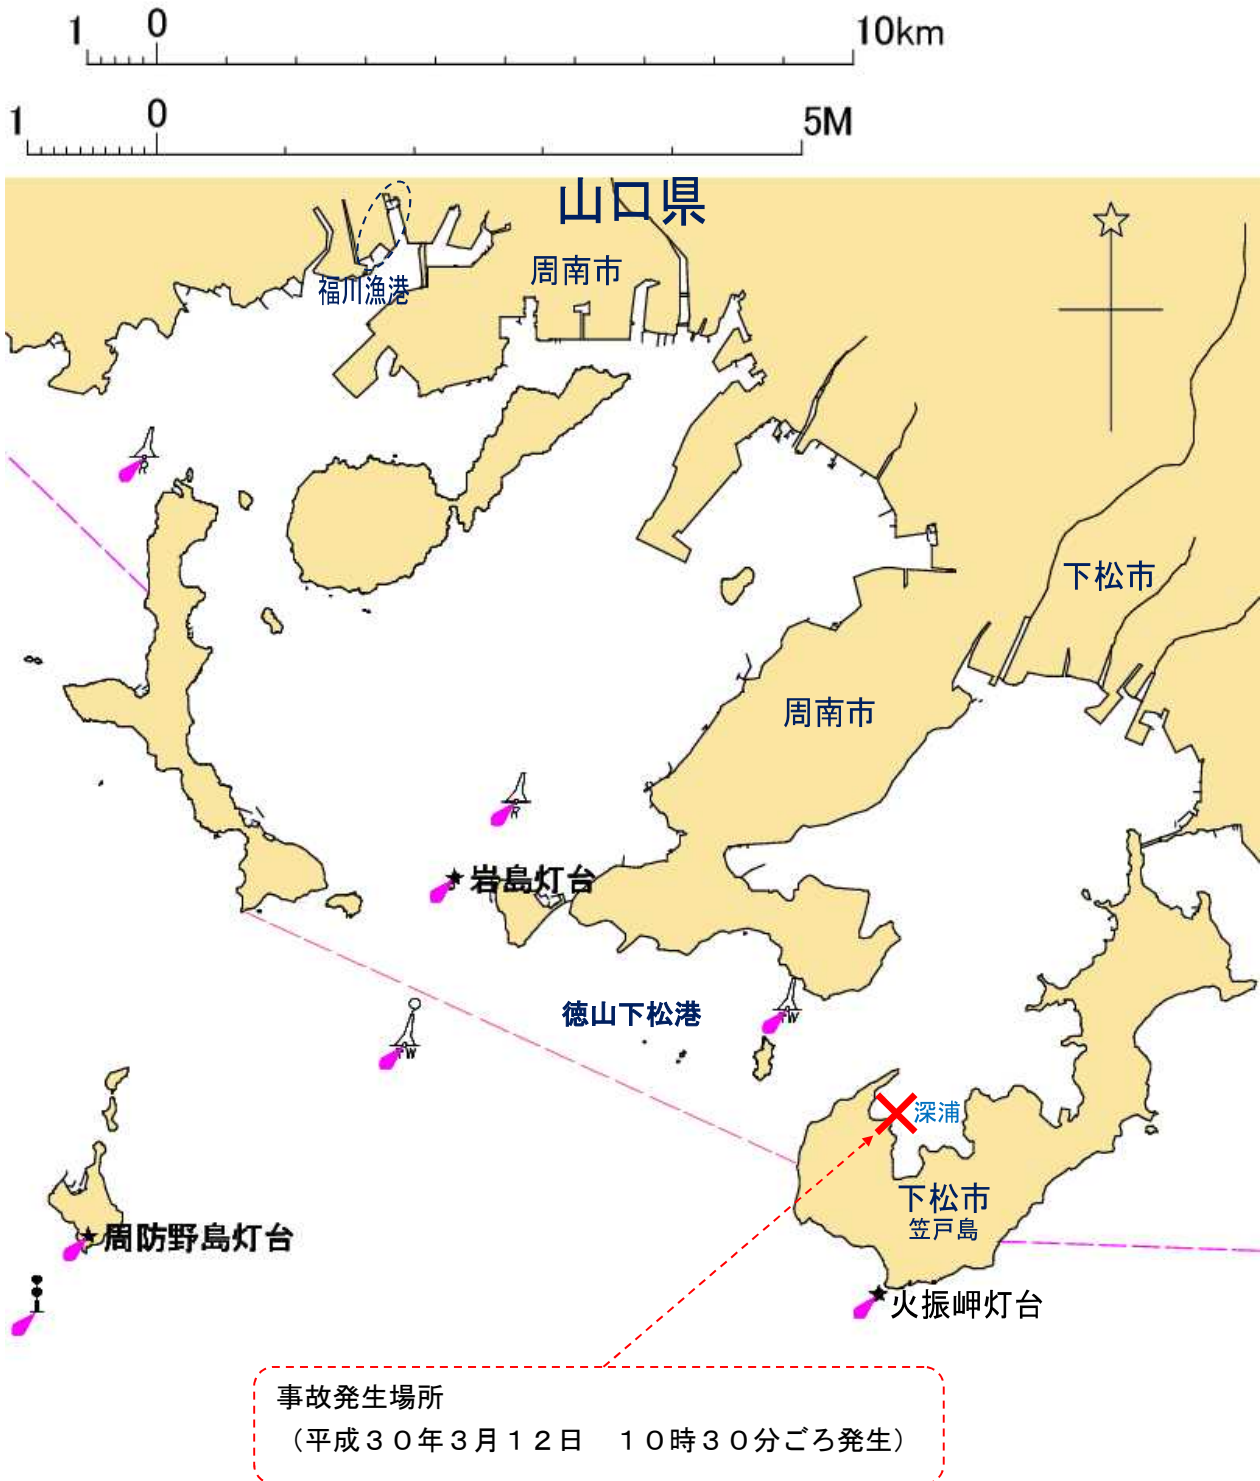 1 0 10km
1 0 5M
山口県
周南市
福川漁港
R
下松市
周南市
R
岩島灯台
徳山下松港
FW
FW
深浦
下松市
笠戸島
周防野島灯台
火振岬灯台
事故発生場所
（平成３０年３月１２日　１０時３０分ごろ発生）